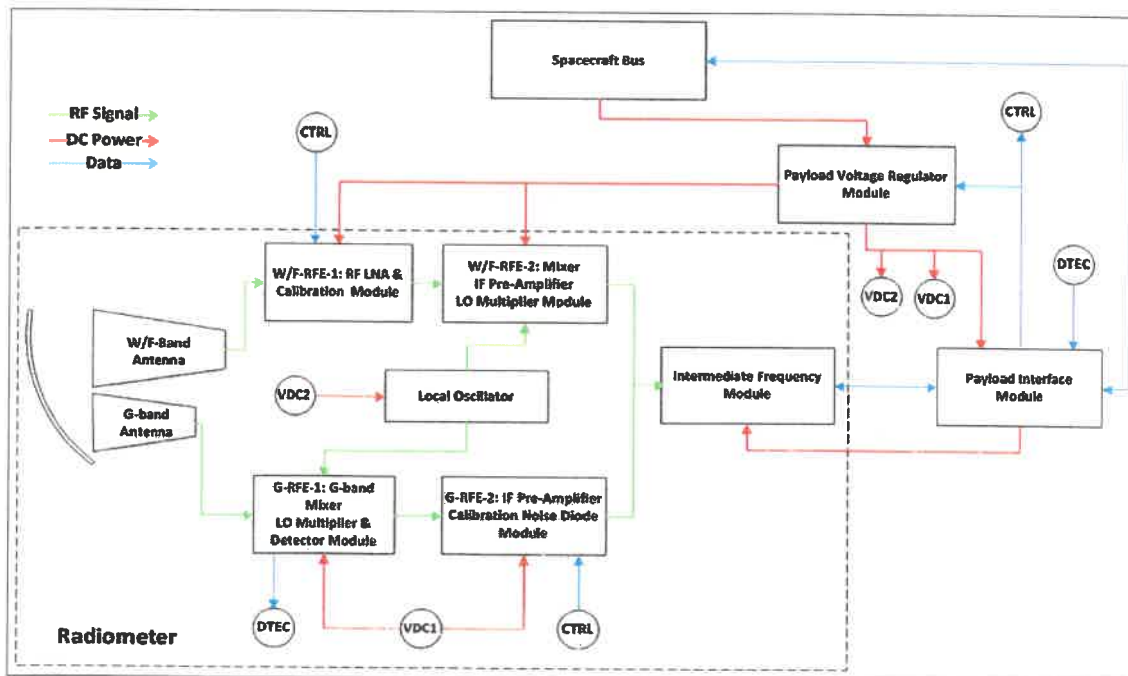 Spacecraft Bus
RF Signal
DC Power
Data
CTRL
CTRL
Payload Voltage Regulator
Module
W/F-RFE-1: RF LNA &
Calibration Module
W/F-RFE-2: Mixer
IF Pre-Amplifier
LO Multiplier Module
VDC2
VDC1
DTEC
W/F-Band
Antenna
G-band
Antenna
VDC2
Local Oscillator
Intermediate Frequency
Module
Payload Interface
Module
G-RFE-1: G-band
Mixer
LO Multiplier &
Detector Module
G-RFE-2: IF Pre-Amplifier
Calibration Noise Diode
Module
DTEC
VDC1
CTRL
Radiometer